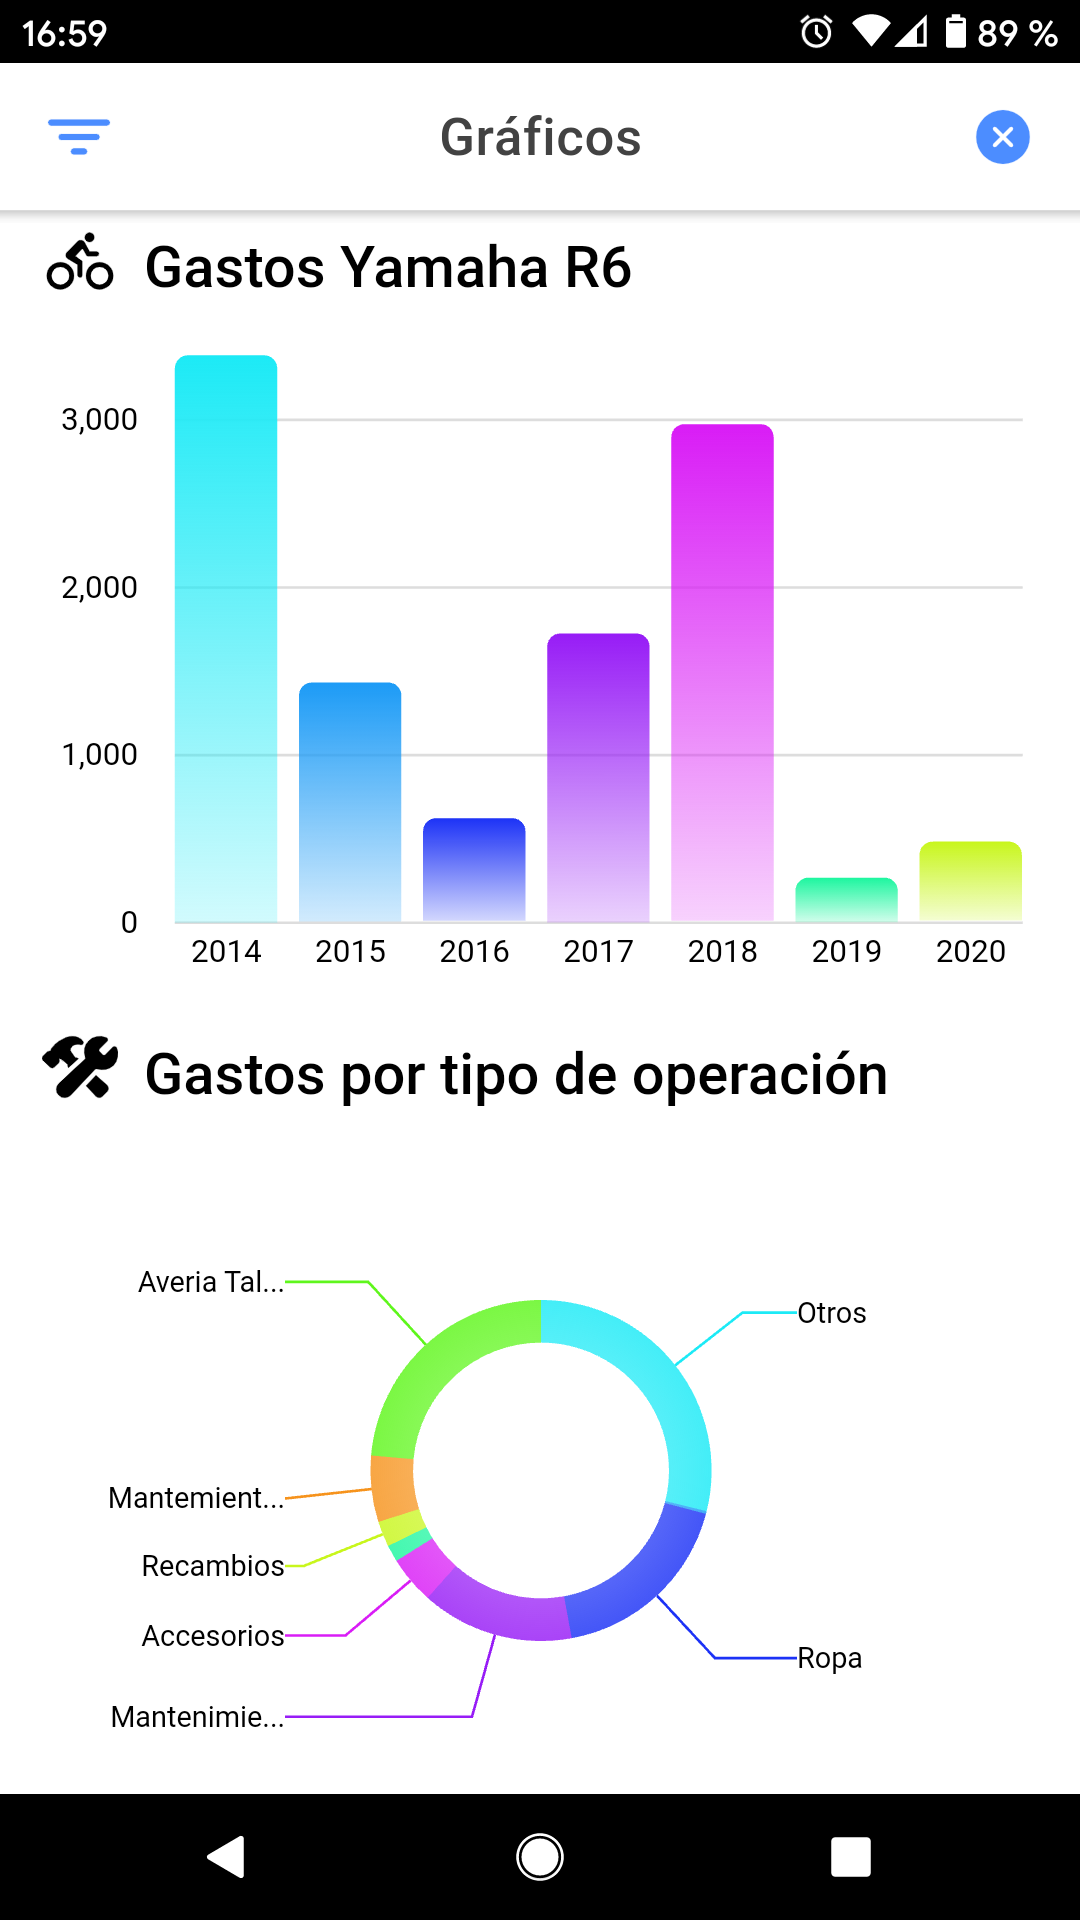 16:59
89 %
Gráficos
Gastos Yamaha R6
3,000
2,000
1,000
0
2014 2015 2016 2017 2018 2019 2020
Gastos por tipo de operación
Averia Tal...
Otros
Mantemient...
Recambios
Accesorios
Ropa
Mantenimie...